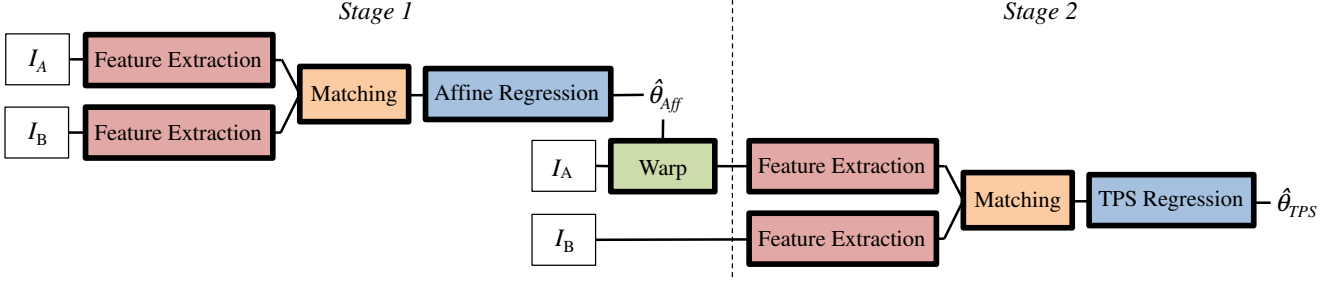 Stage 1
Stage 2
I_A
Feature Extraction
Matching
Affine Regression
θ̂_Aff
I_B
Feature Extraction
I_A
Warp
Feature Extraction
Matching
TPS Regression
θ̂_TPS
I_B
Feature Extraction